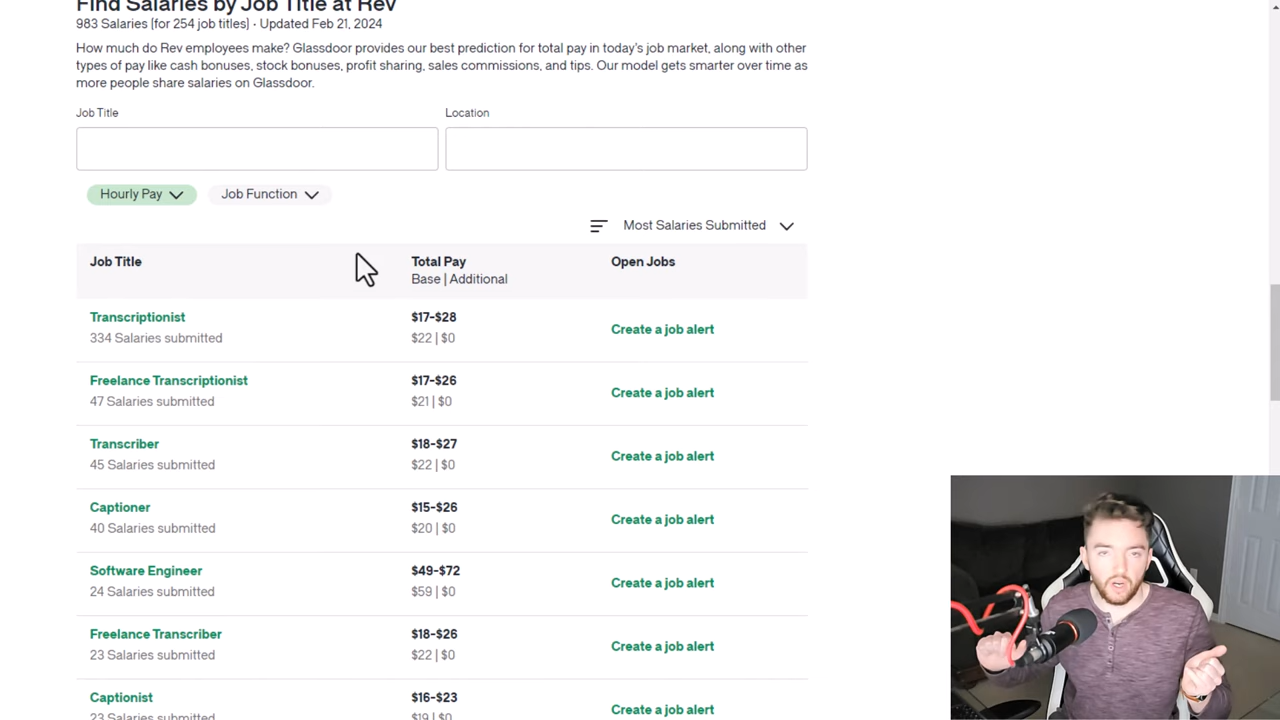 Find Salaries by Job Title at Rev
983 Salaries (for 254 job titles) • Updated Feb 21, 2024
How much do Rev employees make? Glassdoor provides our best prediction for total pay in today's job market, along with other
types of pay like cash bonuses, stock bonuses, profit sharing, sales commissions, and tips. Our model gets smarter over time as
more people share salaries on Glassdoor.
Job Title Location
Hourly Pay Job Function
Most Salaries Submitted
Job Title Total Pay Open Jobs
Base | Additional
Transcriptionist $17-$28
334 Salaries submitted $22 | $0 Create a job alert
Freelance Transcriptionist $17-$26
47 Salaries submitted $21 | $0 Create a job alert
Transcriber $18-$27
45 Salaries submitted $22 | $0 Create a job alert
Captioner $15-$26
40 Salaries submitted $20 | $0 Create a job alert
Software Engineer $49-$72
24 Salaries submitted $59 | $0 Create a job alert
Freelance Transcriber $18-$26
23 Salaries submitted $22 | $0 Create a job alert
Captionist $16-$23
23 Salaries submitted $19 | $0 Create a job alert